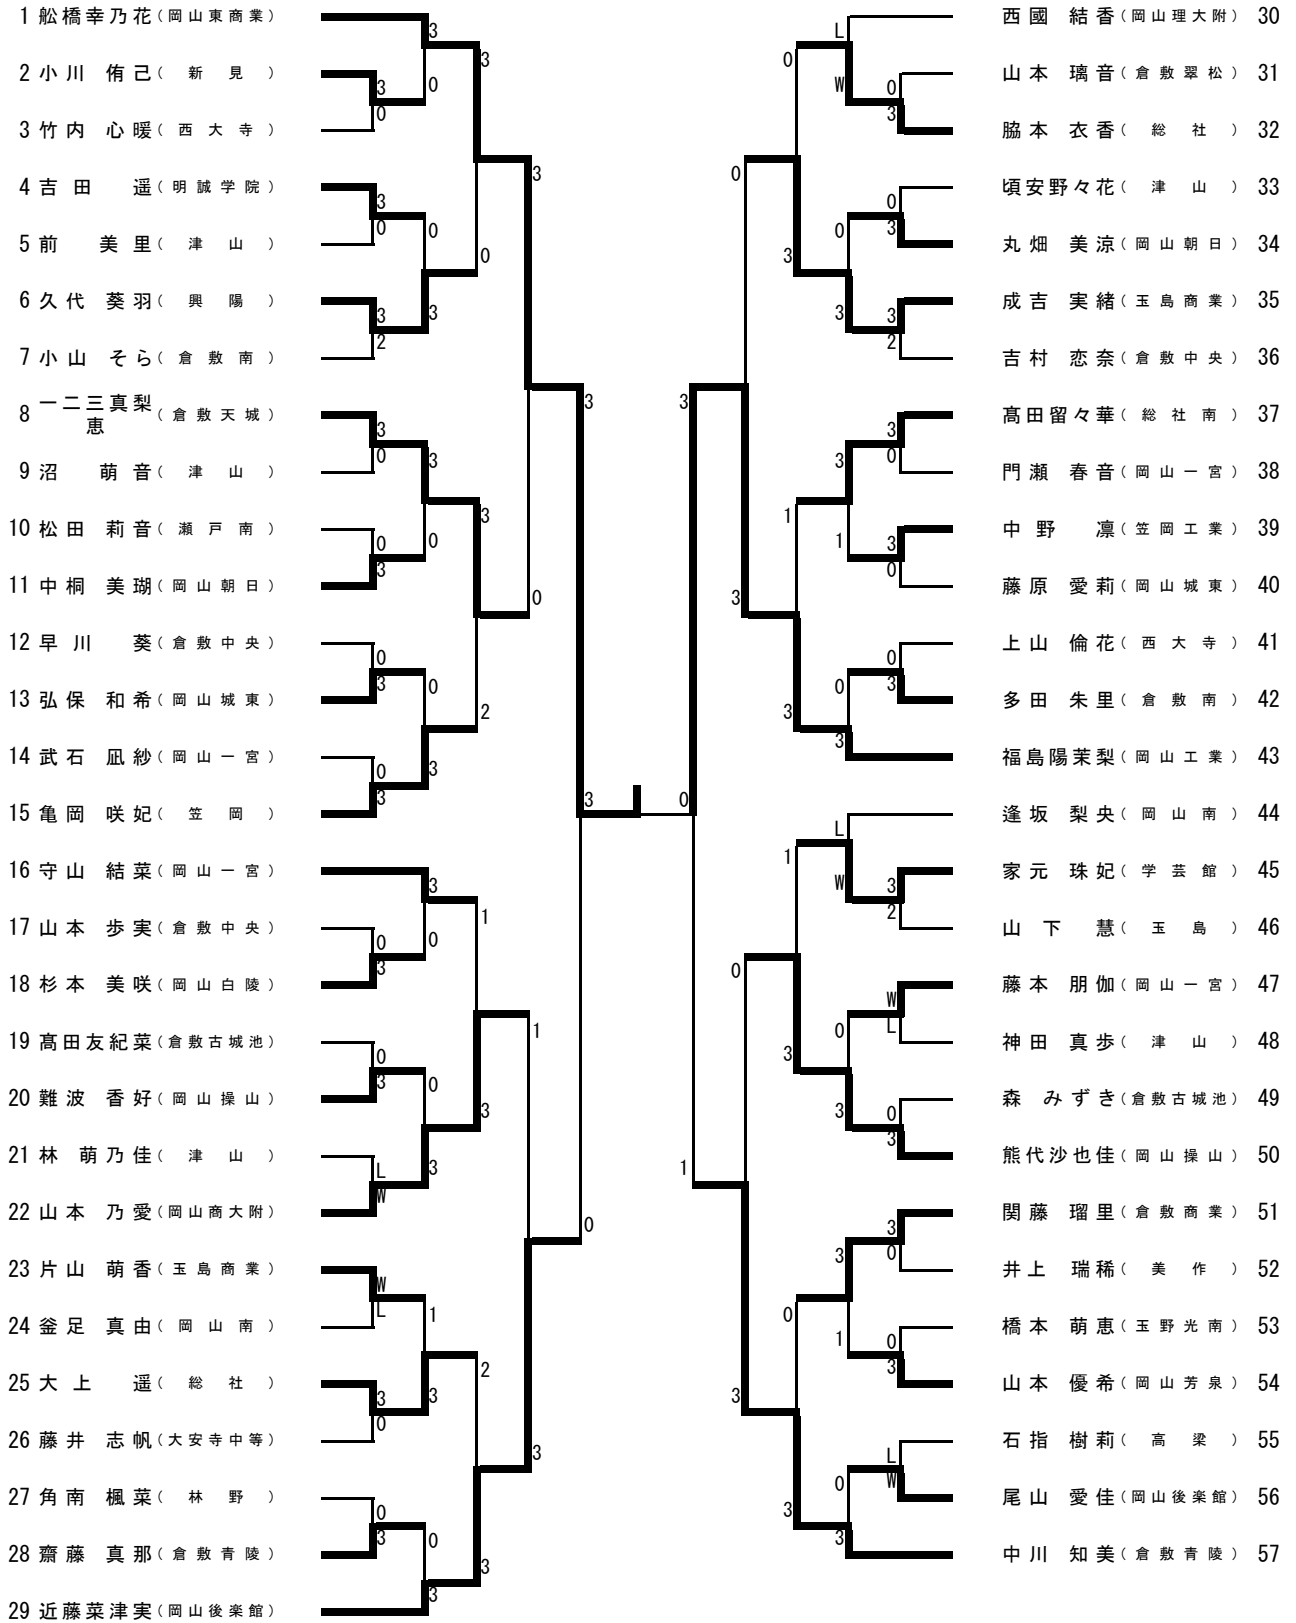 1 船橋幸乃花(岡山東商業)
2 小川 侑己(新見)
3 竹内 心暖(西大寺)
4 吉田 遥(明誠学院)
5 前 美里(津山)
6 久代 葵羽(興陽)
7 小山 そら(倉敷南)
8 一二三真梨恵(倉敷天城)
9 沼 萌音(津山)
10 松田 莉音(瀬戸南)
11 中桐 美瑚(岡山朝日)
12 早川 葵(倉敷中央)
13 弘保 和希(岡山城東)
14 武石 凪紗(岡山一宮)
15 亀岡 咲妃(笠岡)
16 守山 結菜(岡山一宮)
17 山本 歩実(倉敷中央)
18 杉本 美咲(岡山白陵)
19 髙田友紀菜(倉敷古城池)
20 難波 香好(岡山操山)
21 林 萌乃佳(津山)
22 山本 乃愛(岡山商大附)
23 片山 萌香(玉島商業)
24 釜足 真由(岡山南)
25 大上 遥(総社)
26 藤井 志帆(大安寺中等)
27 角南 楓菜(林野)
28 齋藤 真那(倉敷青陵)
29 近藤菜津実(岡山後楽館)
西國 結香(岡山理大附) 30
山本 璃音(倉敷翠松) 31
脇本 衣香(総社) 32
頃安野々花(津山) 33
丸畑 美涼(岡山朝日) 34
成吉 実緒(玉島商業) 35
吉村 恋奈(倉敷中央) 36
髙田留々華(総社南) 37
門瀬 春音(岡山一宮) 38
中野 凛(笠岡工業) 39
藤原 愛莉(岡山城東) 40
上山 倫花(西大寺) 41
多田 朱里(倉敷南) 42
福島陽茉梨(岡山工業) 43
逢坂 梨央(岡山南) 44
家元 珠妃(学芸館) 45
山下 慧(玉島) 46
藤本 朋伽(岡山一宮) 47
神田 真歩(津山) 48
森 みずき(倉敷古城池) 49
熊代沙也佳(岡山操山) 50
関藤 瑠里(倉敷商業) 51
井上 瑞稀(美作) 52
橋本 萌恵(玉野光南) 53
山本 優希(岡山芳泉) 54
石指 樹莉(高梁) 55
尾山 愛佳(岡山後楽館) 56
中川 知美(倉敷青陵) 57